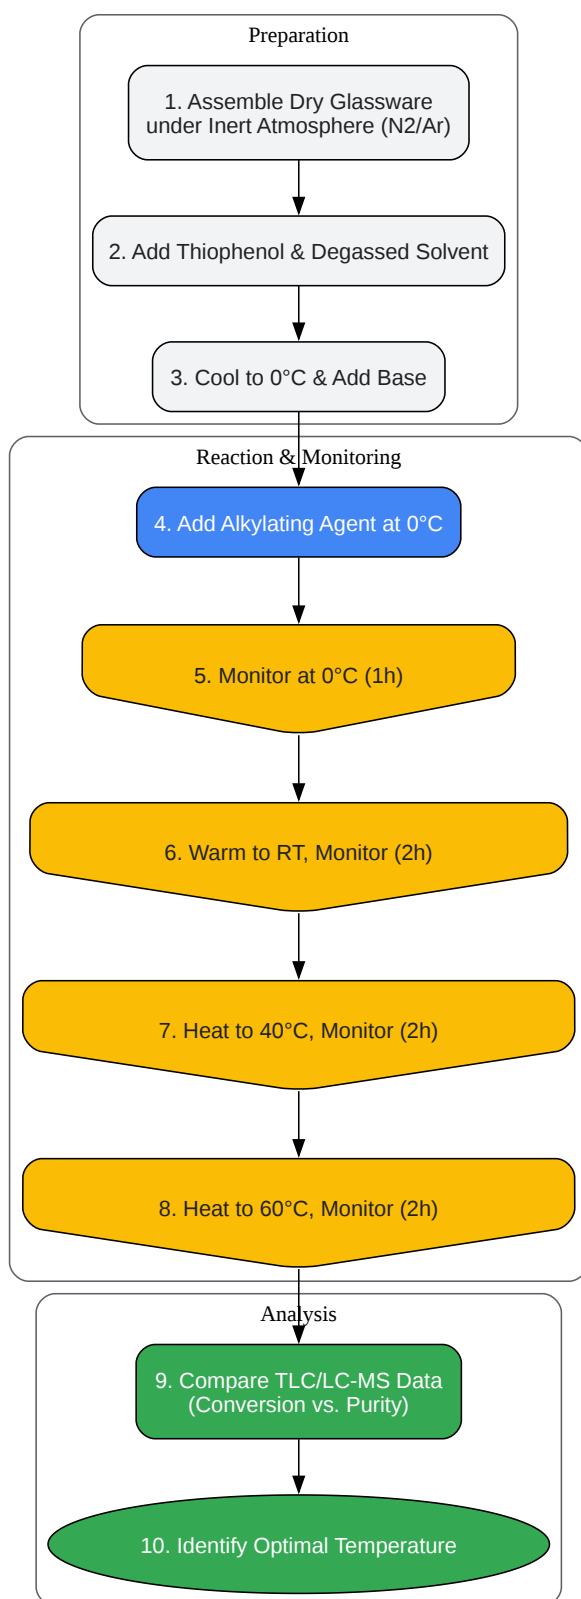 Preparation
1. Assemble Dry Glassware
under Inert Atmosphere (N2/Ar)
2. Add Thiophenol & Degassed Solvent
3. Cool to 0°C & Add Base
Reaction & Monitoring
4. Add Alkylating Agent at 0°C
5. Monitor at 0°C (1h)
6. Warm to RT, Monitor (2h)
7. Heat to 40°C, Monitor (2h)
8. Heat to 60°C, Monitor (2h)
Analysis
9. Compare TLC/LC-MS Data
(Conversion vs. Purity)
10. Identify Optimal Temperature